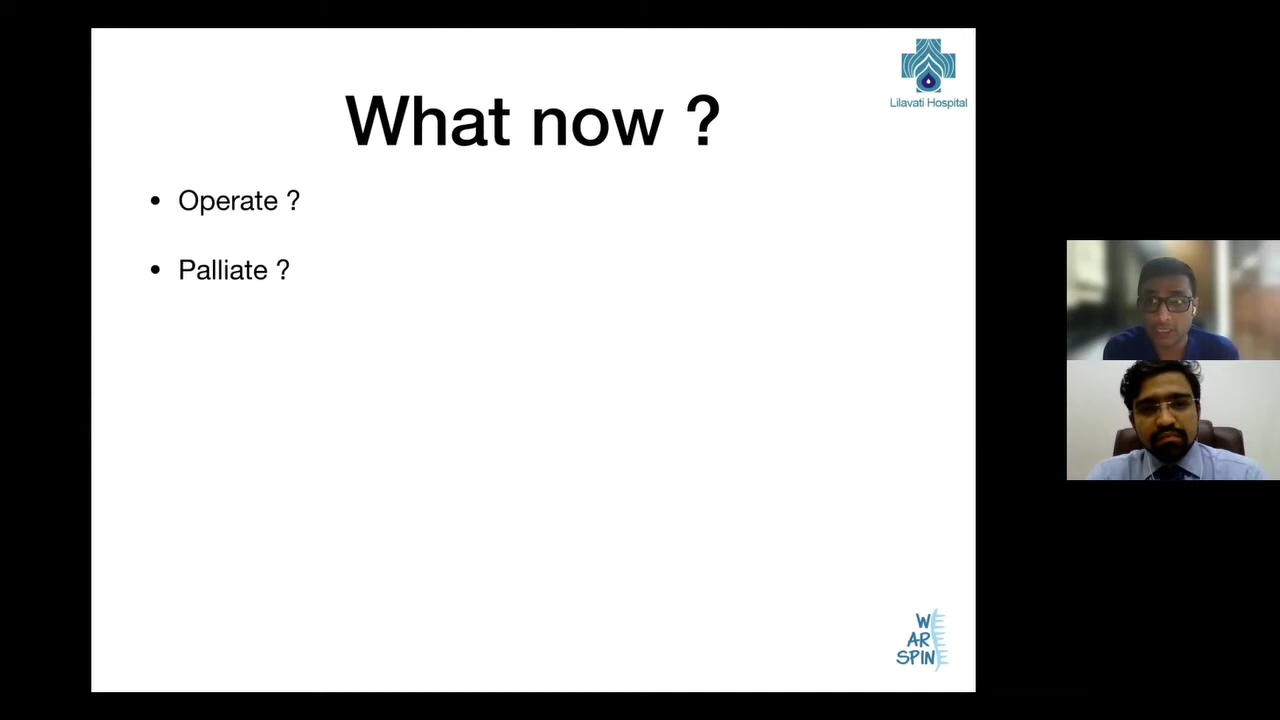 Lilavati Hospital
What now ?
• Operate ?
• Palliate ?
WE
ARE
SPINE